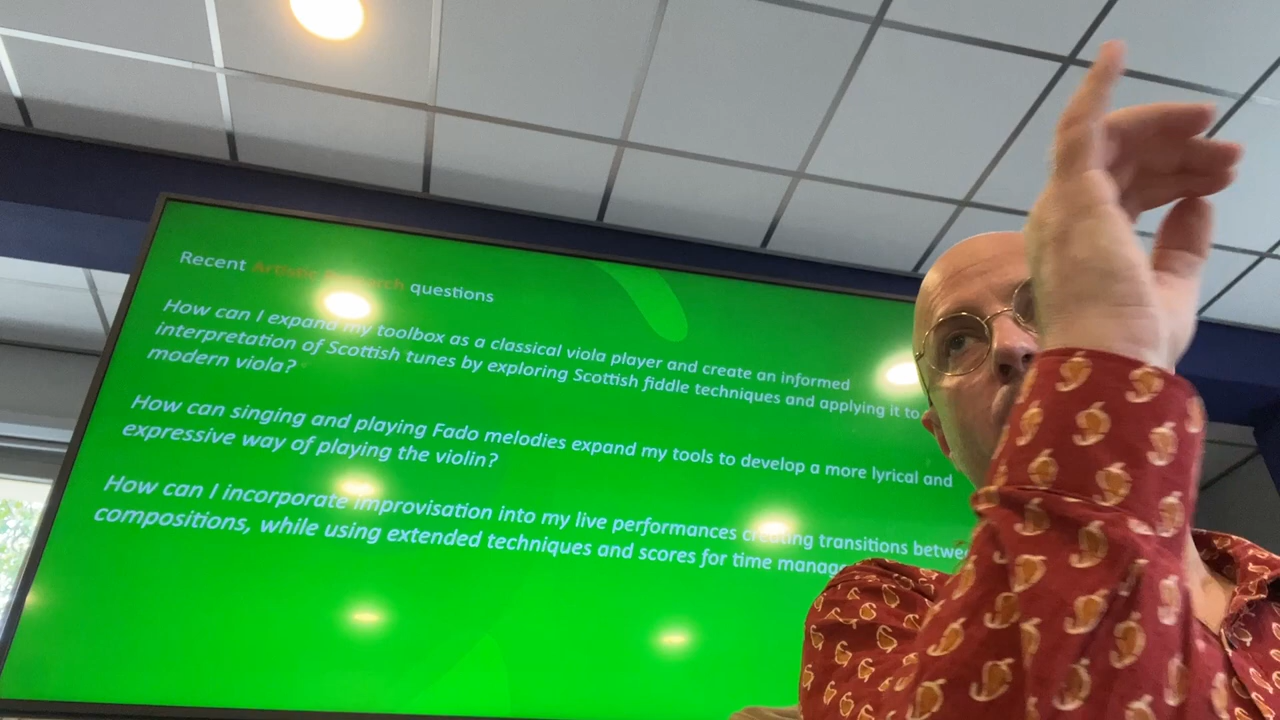 Recent Artistic Research questions
How can I expand my toolbox as a classical viola player and create an informed
interpretation of Scottish tunes by exploring Scottish fiddle techniques and applying it to
modern viola?
How can singing and playing Fado melodies expand my tools to develop a more lyrical and
expressive way of playing the violin?
How can I incorporate improvisation into my live performances creating transitions
compositions, while using extended techniques and scores for time